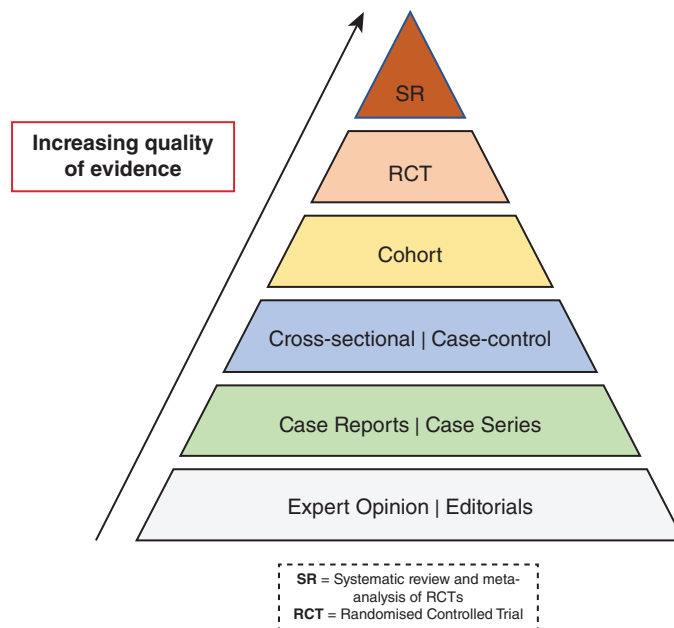 SR
Increasing quality
of evidence
RCT
Cohort
Cross-sectional | Case-control
Case Reports | Case Series
Expert Opinion | Editorials
SR = Systematic review and meta-
analysis of RCTs
RCT = Randomised Controlled Trial